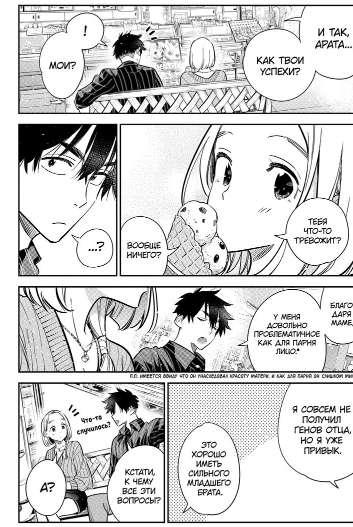 И ТАК,
АРАТА...
КАК ТВОИ
УСПЕХИ?
!
МОИ?
ТЕБЯ
ЧТО-ТО
ТРЕВОЖИТ?
ВООБЩЕ
НИЧЕГО?
...?
БЛАГО
ДАРЯ
МАМЕ,
У МЕНЯ
ДОВОЛЬНО
ПРОБЛЕМАТИЧНОЕ
КАК ДЛЯ ПАРНЯ
ЛИЦО.*
П.П. ИМЕЕТСЯ ВВИДУ ЧТО ОН УНАСЛЕДОВАЛ КРАСОТУ МАТЕРИ, И КАК ДЛЯ ПАРНЯ ОН СЛИШКОМ
Я СОВСЕМ НЕ
ПОЛУЧИЛ
ГЕНОВ ОТЦА,
НО Я УЖЕ
ПРИВЫК.
ЭТО
ХОРОШО
ИМЕТЬ
СИЛЬНОГО
МЛАДШЕГО
БРАТА.
КСТАТИ,
К ЧЕМУ
ВСЕ ЭТИ
ВОПРОСЫ?
Что-то
случилось?
А?